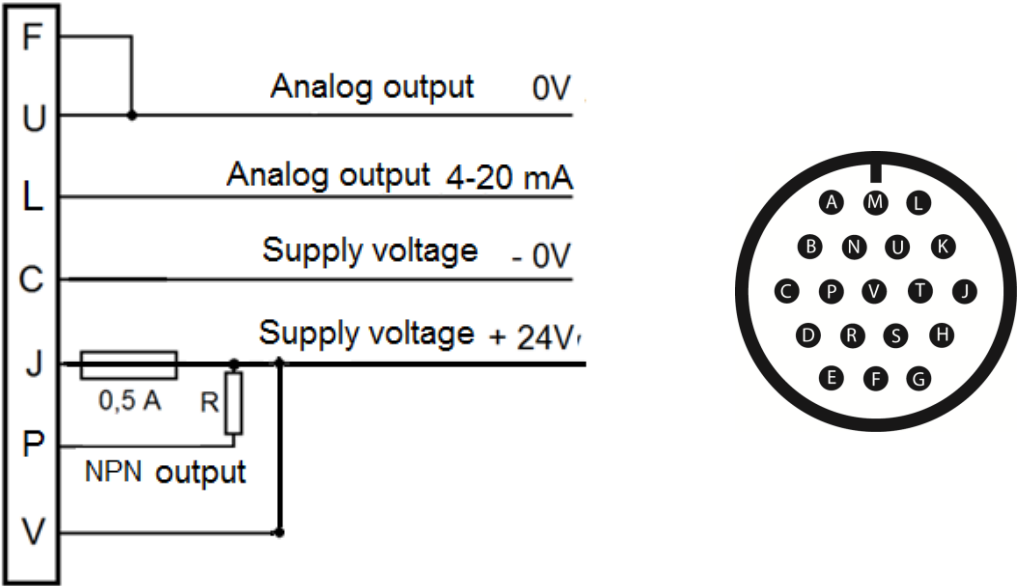 F
Analog output 0V
U
Analog output 4-20 mA
L
Supply voltage - 0V
C
Supply voltage + 24V
J
0,5 A R
P
NPN output
V
A M L
B N U K
C P V T J
D R S H
E F G